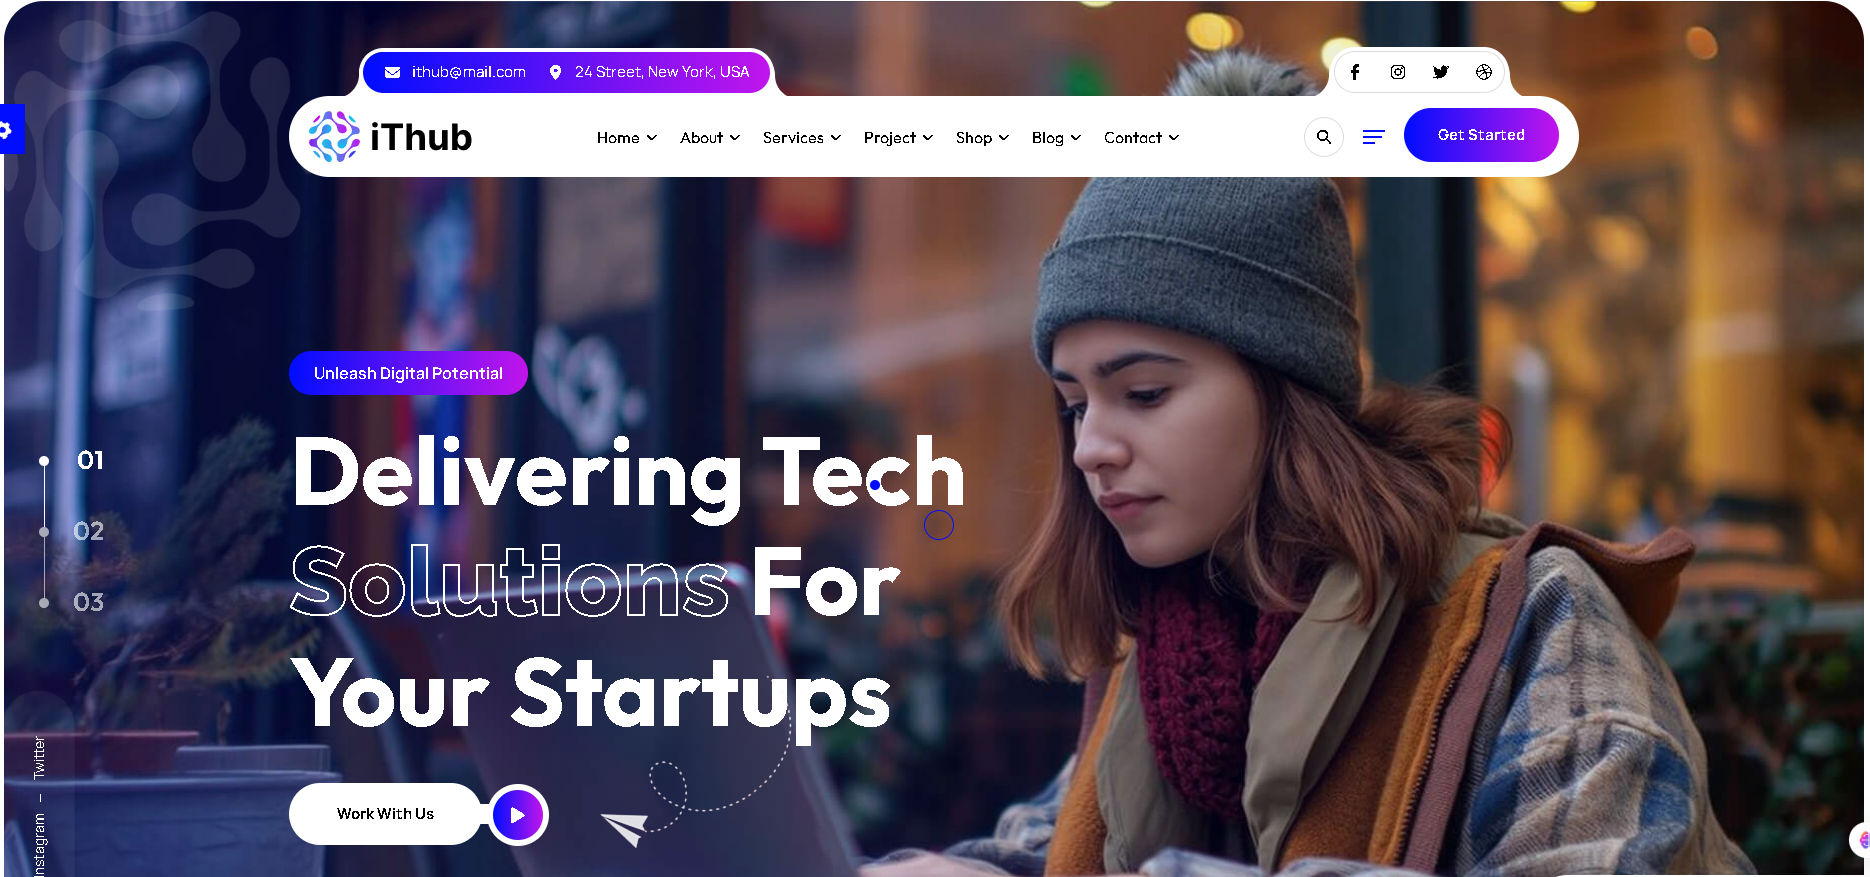 ithub@mail.com 24 Street, New York, USA
iThub
Home About Services Project Shop Blog Contact
Get Started
Unleash Digital Potential
Delivering Tech
Solutions For
Your Startups
01
02
03
Work With Us
Instagram – Twitter